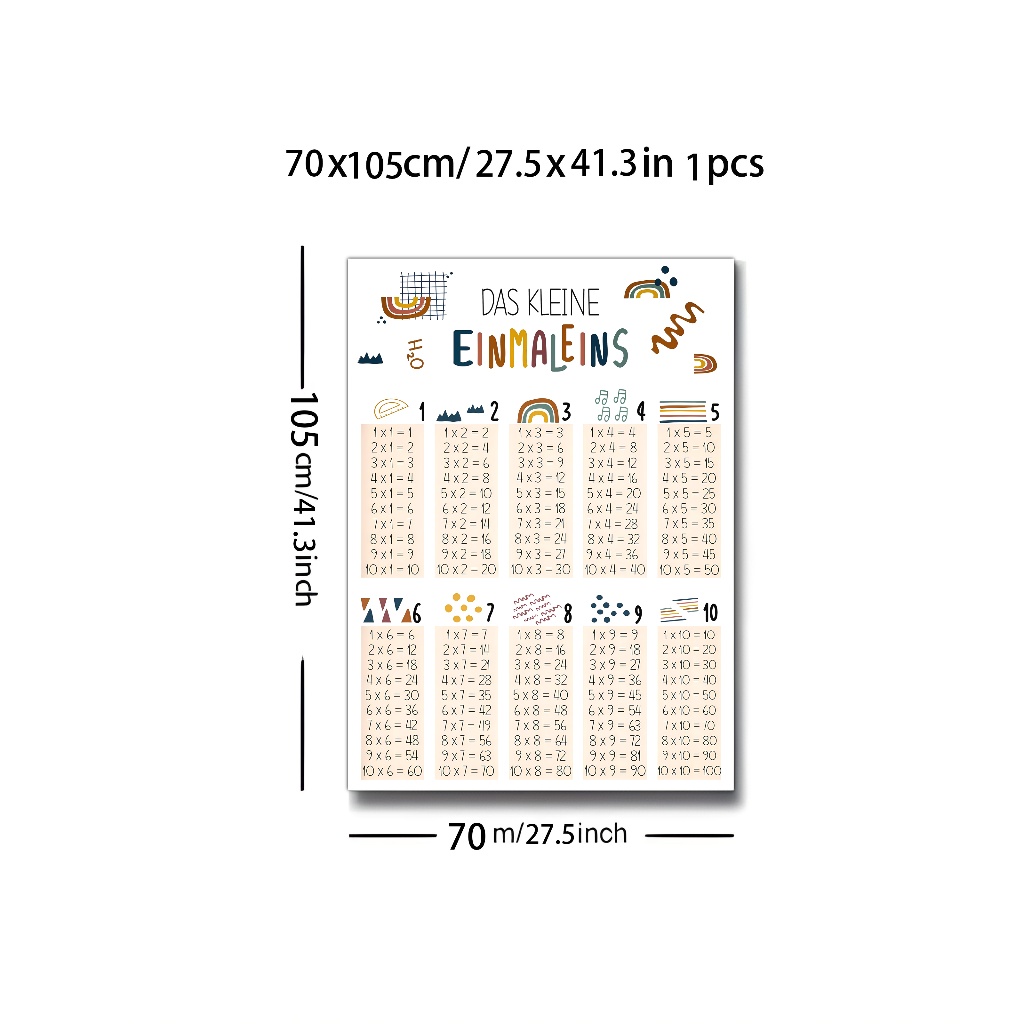 70x105cm/ 27.5x41.3in 1pcs
105cm/41.3inch
DAS KLEINE
H₂O
EINMALEINS
1 2 3 4 5
1 x 1 = 1 1 x 2 = 2 1 x 3 = 3 1 x 4 = 4 1 x 5 = 5
2 x 1 = 2 2 x 2 = 4 2 x 3 = 6 2 x 4 = 8 2 x 5 = 10
3 x 1 = 3 3 x 2 = 6 3 x 3 = 9 3 x 4 = 12 3 x 5 = 15
4 x 1 = 4 4 x 2 = 8 4 x 3 = 12 4 x 4 = 16 4 x 5 = 20
5 x 1 = 5 5 x 2 = 10 5 x 3 = 15 5 x 4 = 20 5 x 5 = 25
6 x 1 = 6 6 x 2 = 12 6 x 3 = 18 6 x 4 = 24 6 x 5 = 30
7 x 1 = 7 7 x 2 = 14 7 x 3 = 21 7 x 4 = 28 7 x 5 = 35
8 x 1 = 8 8 x 2 = 16 8 x 3 = 24 8 x 4 = 32 8 x 5 = 40
9 x 1 = 9 9 x 2 = 18 9 x 3 = 27 9 x 4 = 36 9 x 5 = 45
10 x 1 = 10 10 x 2 = 20 10 x 3 = 30 10 x 4 = 40 10 x 5 = 50
6 7 8 9 10
1 x 6 = 6 1 x 7 = 7 1 x 8 = 8 1 x 9 = 9 1 x 10 = 10
2 x 6 = 12 2 x 7 = 14 2 x 8 = 16 2 x 9 = 18 2 x 10 = 20
3 x 6 = 18 3 x 7 = 21 3 x 8 = 24 3 x 9 = 27 3 x 10 = 30
4 x 6 = 24 4 x 7 = 28 4 x 8 = 32 4 x 9 = 36 4 x 10 = 40
5 x 6 = 30 5 x 7 = 35 5 x 8 = 40 5 x 9 = 45 5 x 10 = 50
6 x 6 = 36 6 x 7 = 42 6 x 8 = 48 6 x 9 = 54 6 x 10 = 60
7 x 6 = 42 7 x 7 = 49 7 x 8 = 56 7 x 9 = 63 7 x 10 = 70
8 x 6 = 48 8 x 7 = 56 8 x 8 = 64 8 x 9 = 72 8 x 10 = 80
9 x 6 = 54 9 x 7 = 63 9 x 8 = 72 9 x 9 = 81 9 x 10 = 90
10 x 6 = 60 10 x 7 = 70 10 x 8 = 80 10 x 9 = 90 10 x 10 = 100
70 m/27.5inch